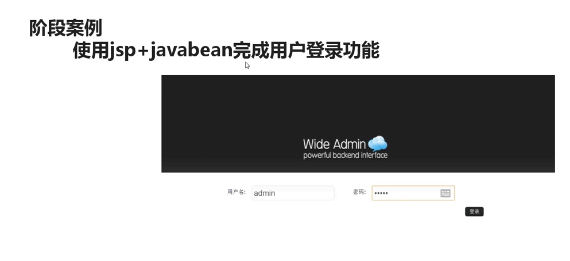 阶段案例
使用jsp+javabean完成用户登录功能
Wide Admin
powerful backend interface
用户名: admin 密码: •••••
登录